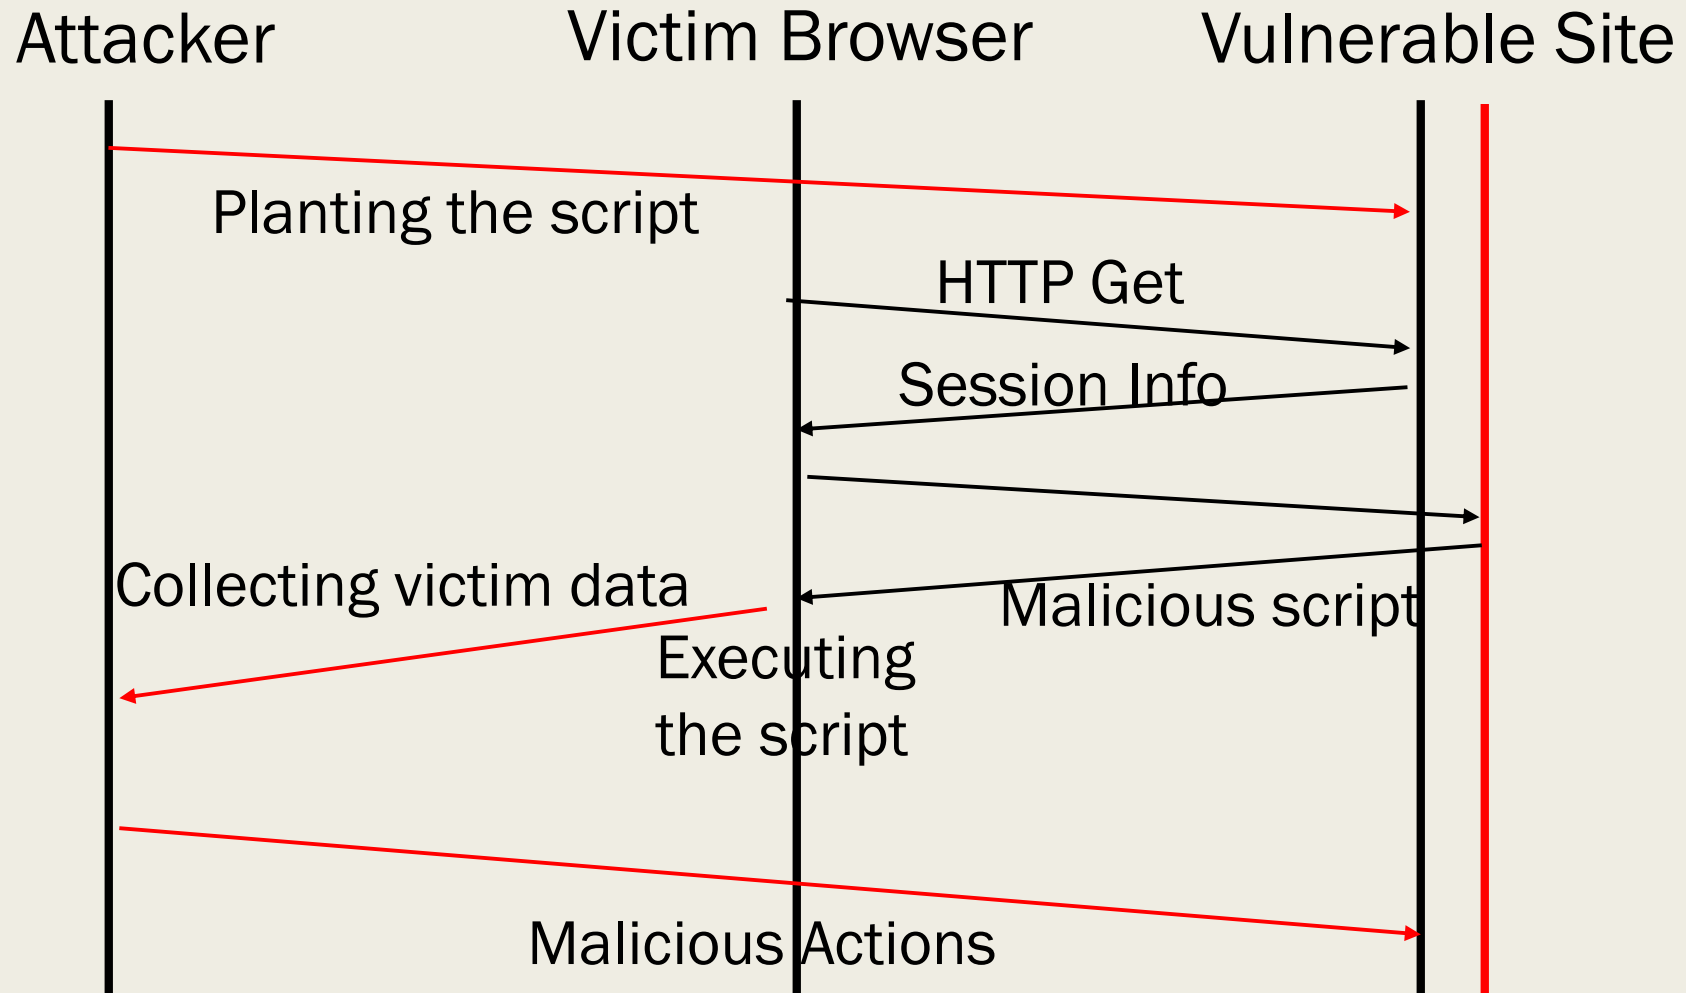 Attacker
Victim Browser
Vulnerable Site
Planting the script
HTTP Get
Session Info
Collecting victim data
Malicious script
Executing
the script
Malicious Actions